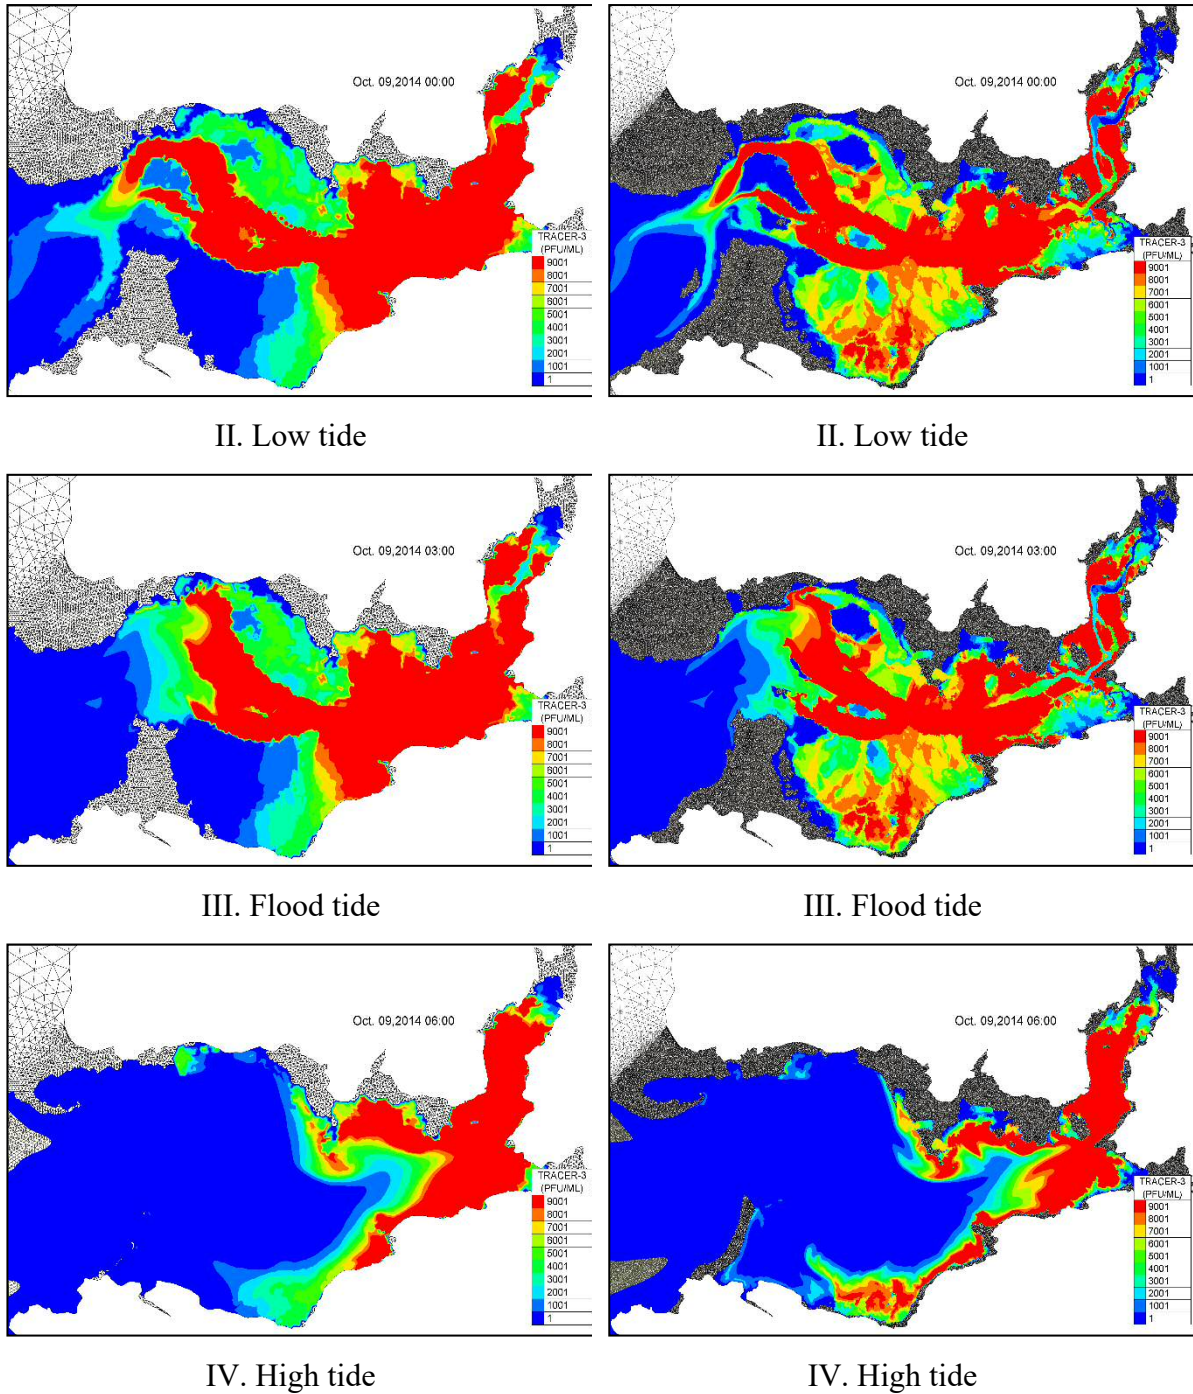 Oct. 09,2014 00:00
TRACER-3
(PFU/ML)
9001
8001
7001
6001
5001
4001
3001
2001
1001
1
Oct. 09,2014 00:00
TRACER-3
(PFU/ML)
9001
8001
7001
6001
5001
4001
3001
2001
1001
1
II. Low tide
II. Low tide
Oct. 09,2014 03:00
TRACER-3
(PFU/ML)
9001
8001
7001
6001
5001
4001
3001
2001
1001
1
Oct. 09,2014 03:00
TRACER-3
(PFU/ML)
9001
8001
7001
6001
5001
4001
3001
2001
1001
1
III. Flood tide
III. Flood tide
Oct. 09,2014 06:00
TRACER-3
(PFU/ML)
9001
8001
7001
6001
5001
4001
3001
2001
1001
1
Oct. 09,2014 06:00
TRACER-3
(PFU/ML)
9001
8001
7001
6001
5001
4001
3001
2001
1001
1
IV. High tide
IV. High tide